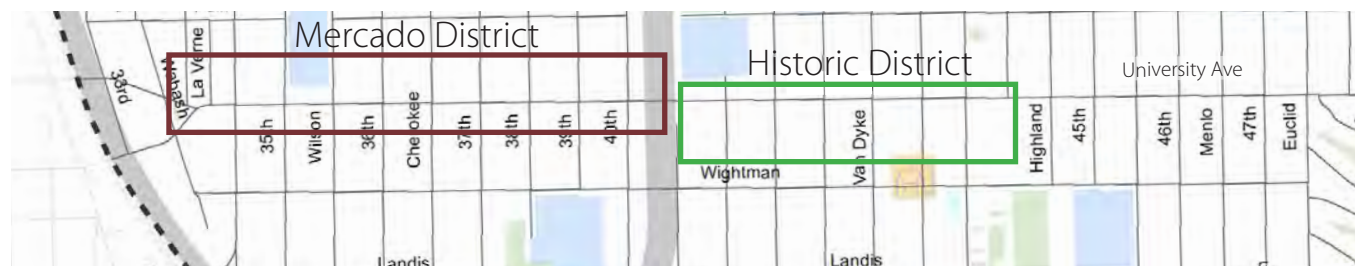 Mercado District
Historic District
University Ave
33rd
Wabash
La Verne
35th
Wilson
36th
Cherokee
37th
38th
39th
40th
Wightman
Van Dyke
Highland
45th
46th
Menlo
47th
Euclid
Landis
Landis